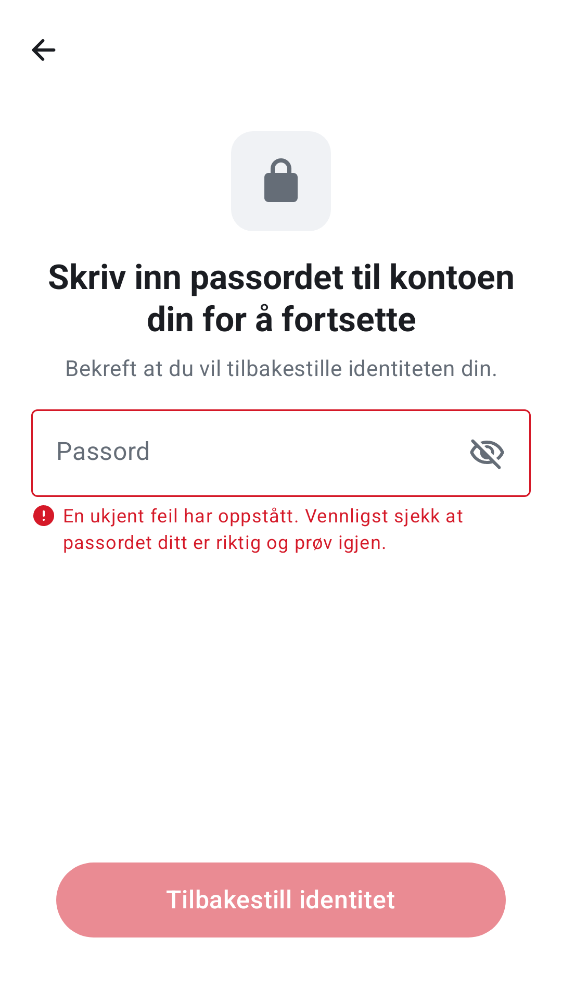 Skriv inn passordet til kontoen
din for å fortsette
Bekreft at du vil tilbakestille identiteten din.
Passord
En ukjent feil har oppstått. Vennligst sjekk at
passordet ditt er riktig og prøv igjen.
Tilbakestill identitet